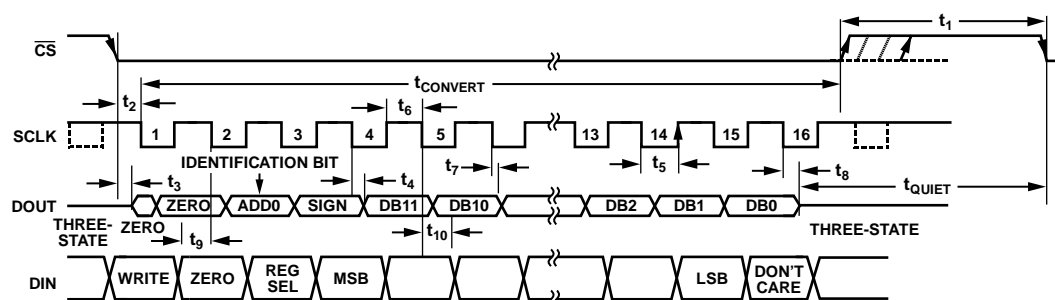 t1
CS
tCONVERT
t2
t6
SCLK
1 2 3 4 5 13 14 15 16
IDENTIFICATION BIT
t3
t4
t7
t5
t8
tQUIET
DOUT
ZERO ADD0 SIGN DB11 DB10 DB2 DB1 DB0
THREE-
STATE
ZERO
THREE-STATE
t9
t10
DIN
WRITE ZERO REG
SEL MSB LSB DON'T
CARE